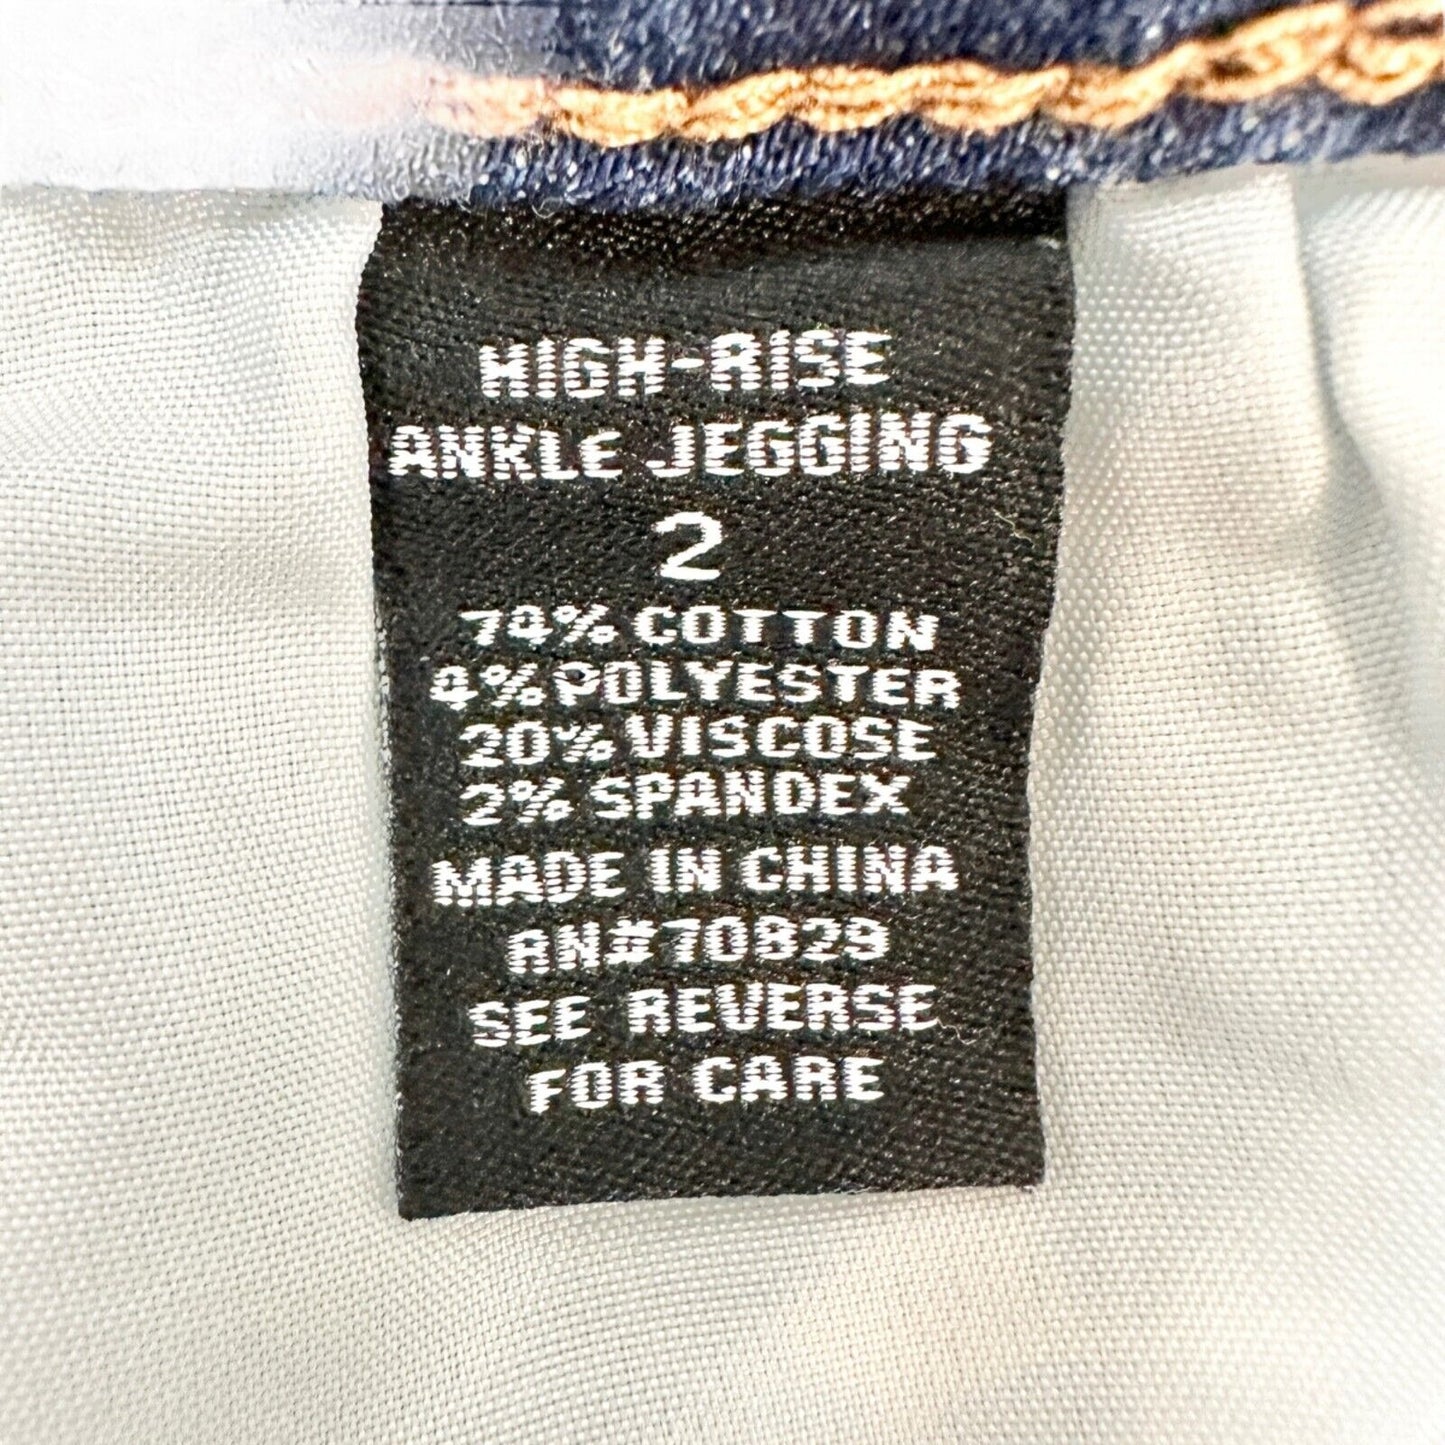 HIGH-RISE
ANKLE JEGGING
2
74% COTTON
4% POLYESTER
20% VISCOSE
2% SPANDEX
MADE IN CHINA
RN#70829
SEE REVERSE
FOR CARE